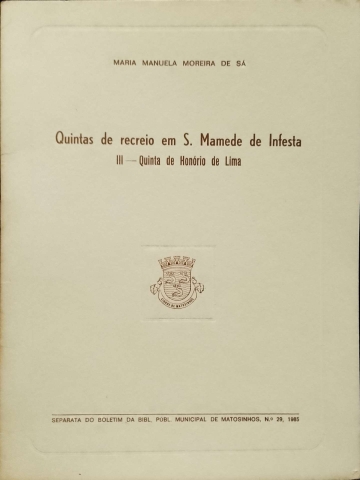 MARIA MANUELA MOREIRA DE SÁ
Quintas de recreio em S. Mamede de Infesta
III — Quinta de Honório de Lima
SEPARATA DO BOLETIM DA BIBL. PÚBL. MUNICIPAL DE MATOSINHOS, N.º 29, 1985